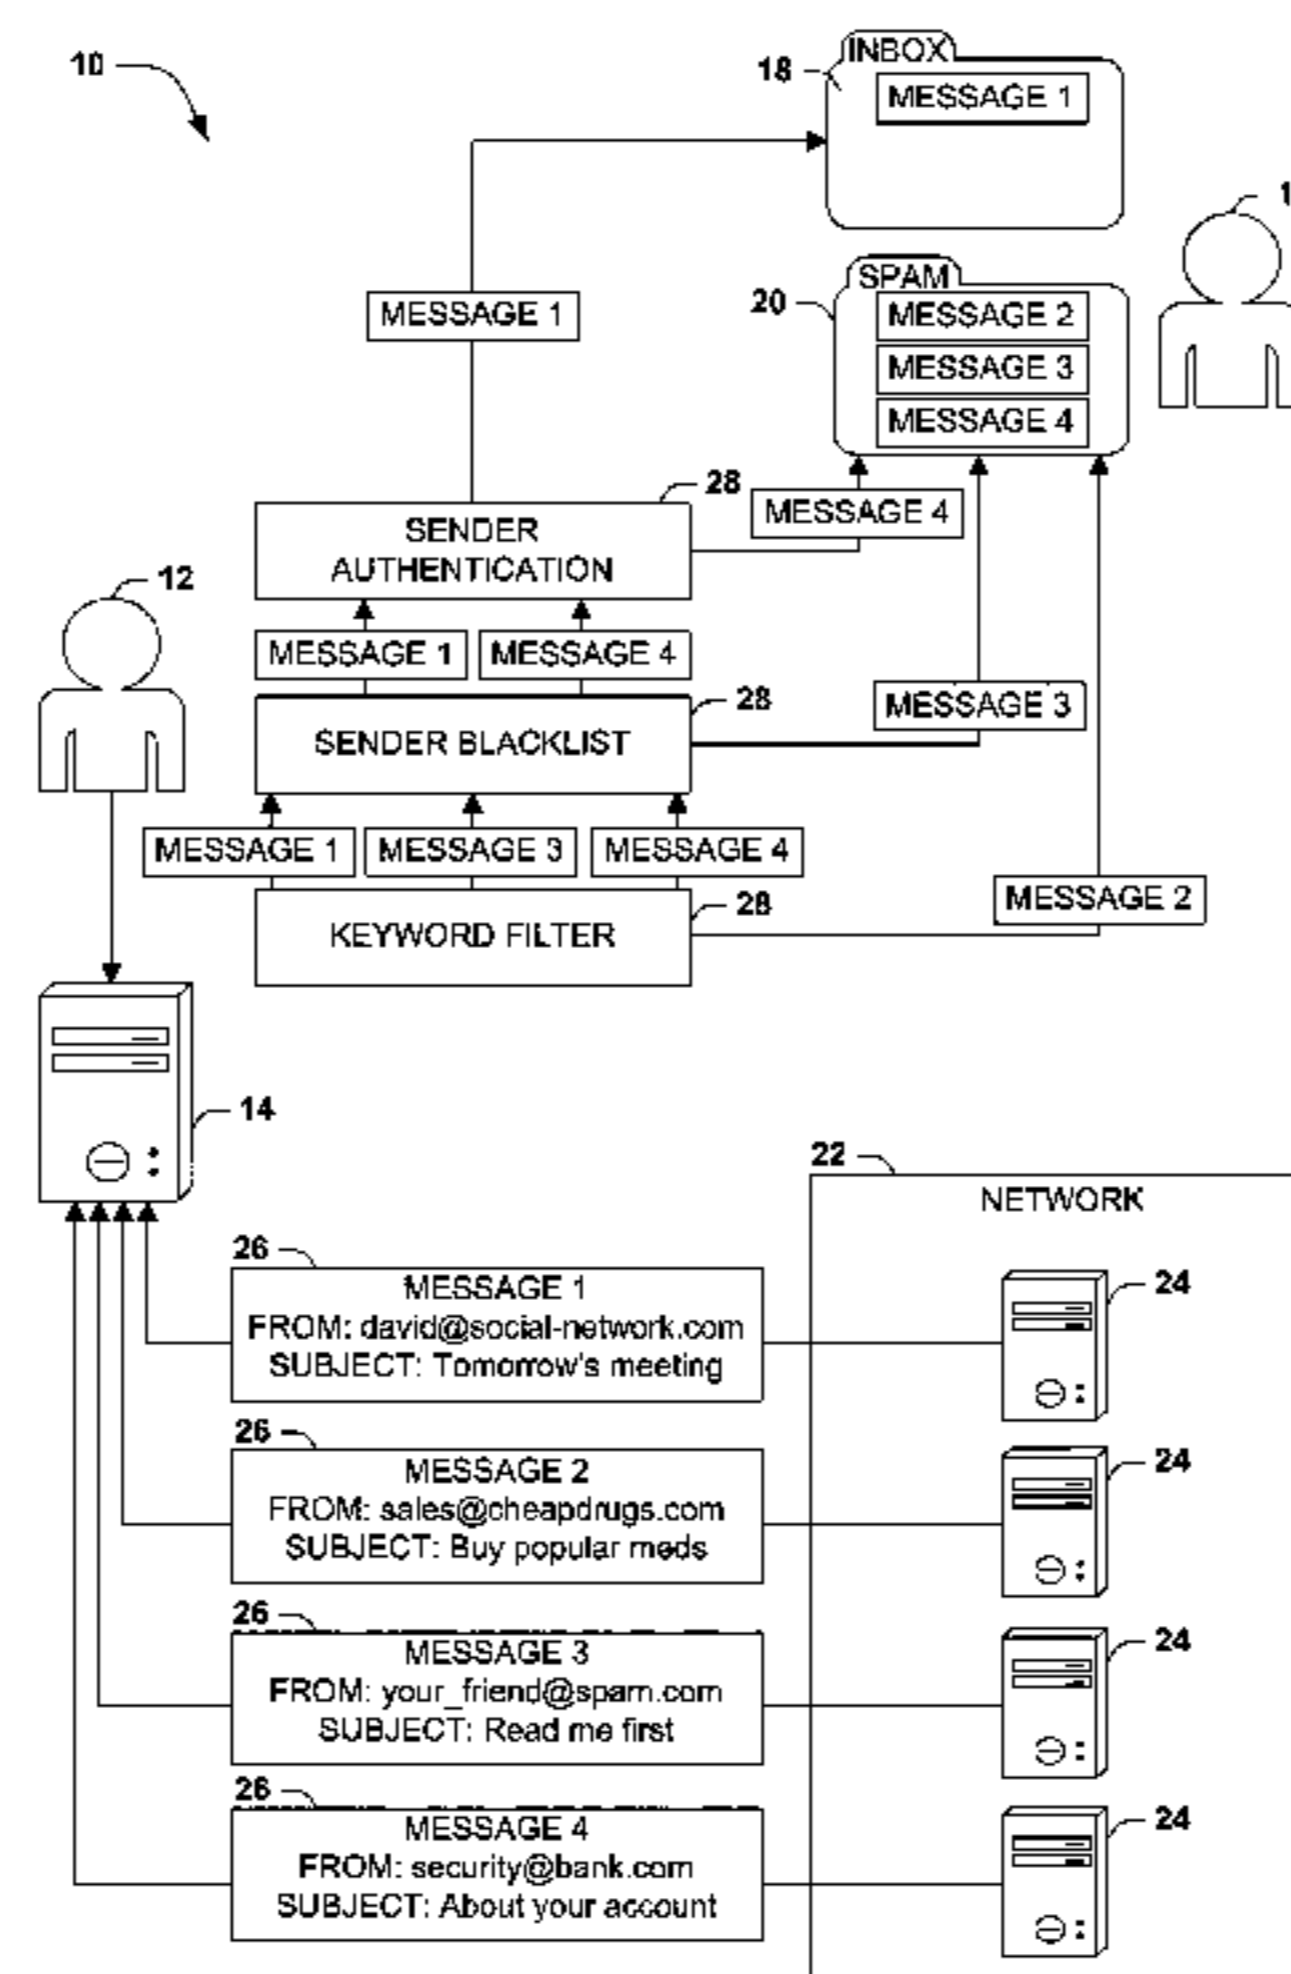 10
INBOX
18
MESSAGE 1
MESSAGE 1
SPAM
20
MESSAGE 2
MESSAGE 3
MESSAGE 4
28
MESSAGE 4
SENDER
AUTHENTICATION
12
MESSAGE 1
MESSAGE 4
28
MESSAGE 3
SENDER BLACKLIST
MESSAGE 1
MESSAGE 3
MESSAGE 4
28
MESSAGE 2
KEYWORD FILTER
14
22
NETWORK
26
MESSAGE 1
FROM: david@social-network.com
SUBJECT: Tomorrow's meeting
24
26
MESSAGE 2
FROM: sales@cheapdrugs.com
SUBJECT: Buy popular meds
24
26
MESSAGE 3
FROM: your_friend@spam.com
SUBJECT: Read me first
24
26
MESSAGE 4
FROM: security@bank.com
SUBJECT: About your account
24